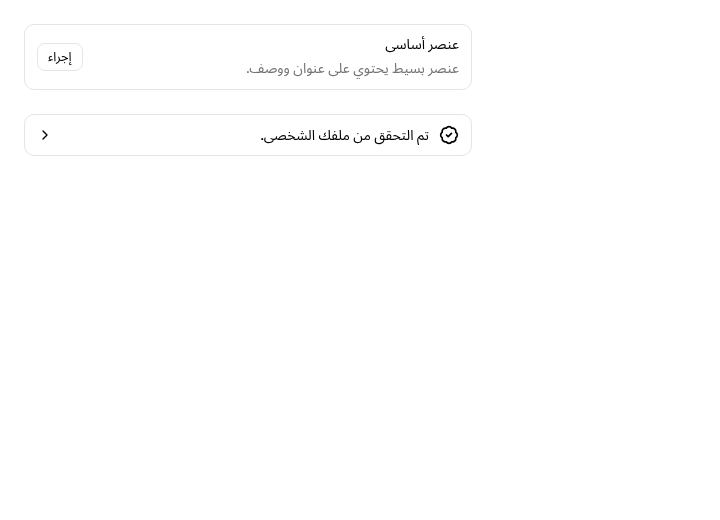 عنصر أساسي
عنصر بسيط يحتوي على عنوان ووصف.
إجراء
تم التحقق من ملفك الشخصي.